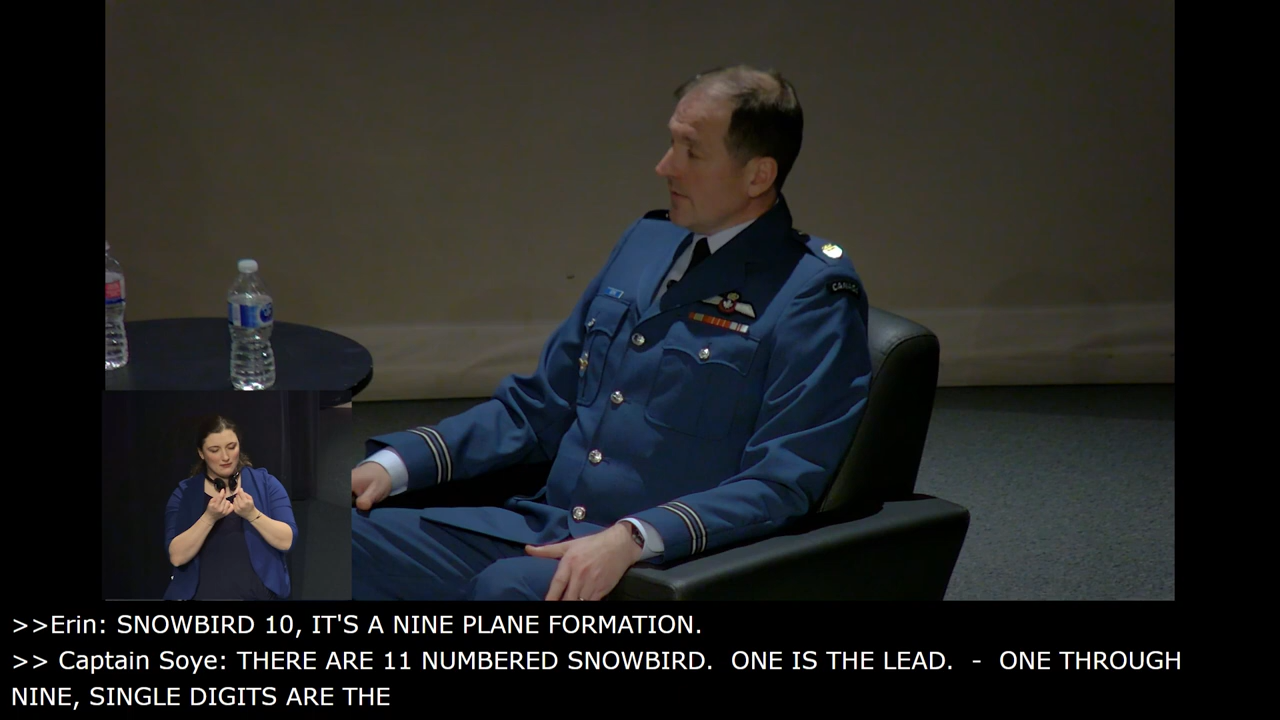 CANADA
>>Erin: SNOWBIRD 10, IT'S A NINE PLANE FORMATION.
>> Captain Soye: THERE ARE 11 NUMBERED SNOWBIRD.  ONE IS THE LEAD.  -  ONE THROUGH
NINE, SINGLE DIGITS ARE THE